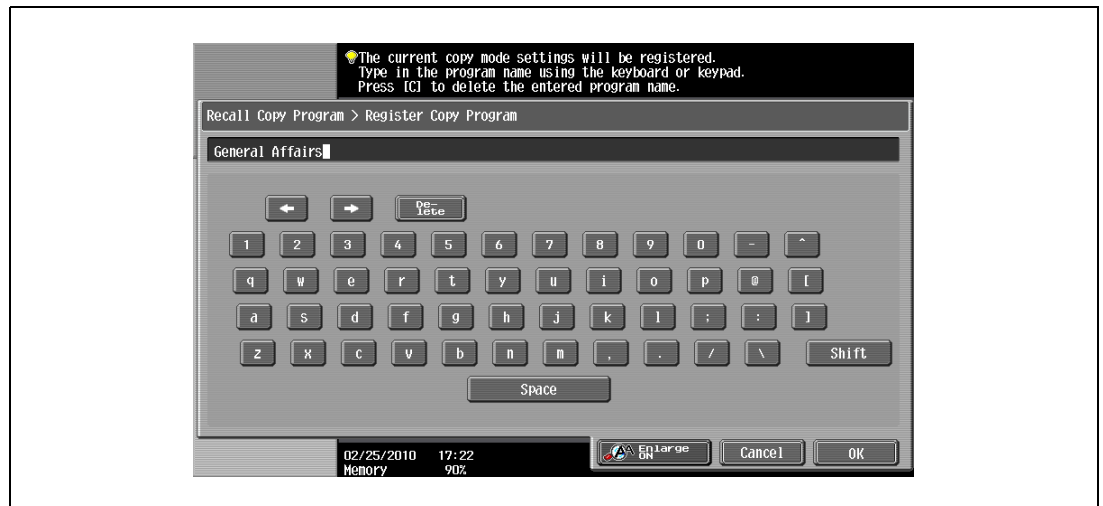 The current copy mode settings will be registered.
Type in the program name using the keyboard or keypad.
Press [C] to delete the entered program name.
Recall Copy Program > Register Copy Program
General Affairs
← → De-lete
1 2 3 4 5 6 7 8 9 0 - ^
q w e r t y u i o p @ [
a s d f g h j k l ; : ]
z x c v b n m , . / \ Shift
Space
02/25/2010 17:22
Memory 90%
Enlarge ON Cancel OK